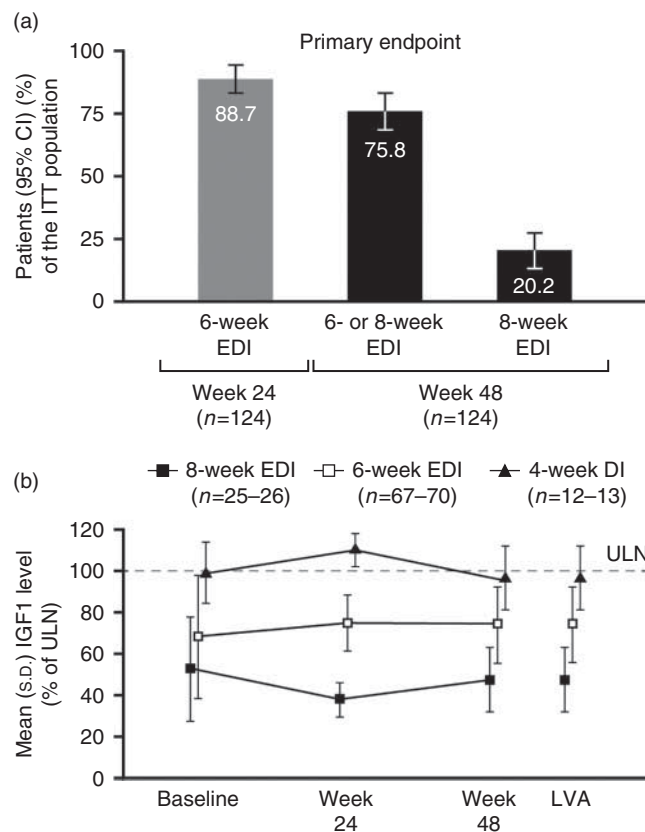 (a)
Primary endpoint
Patients (95% CI) (%)
of the ITT population
100
75
50
25
0
88.7
75.8
20.2
6-week
EDI
6- or 8-week
EDI
8-week
EDI
Week 24
(n=124)
Week 48
(n=124)
(b)
8-week EDI
(n=25–26)
6-week EDI
(n=67–70)
4-week DI
(n=12–13)
Mean (S.D.) IGF1 level
(% of ULN)
120
100
80
60
40
20
0
ULN
Baseline
Week
24
Week
48
LVA